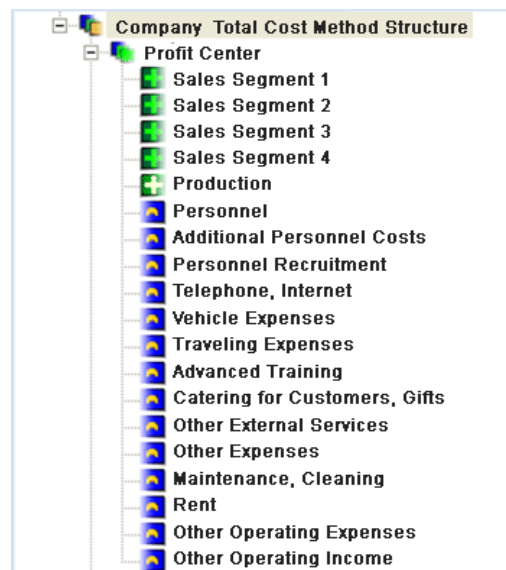 Company Total Cost Method Structure
Profit Center
Sales Segment 1
Sales Segment 2
Sales Segment 3
Sales Segment 4
Production
Personnel
Additional Personnel Costs
Personnel Recruitment
Telephone, Internet
Vehicle Expenses
Traveling Expenses
Advanced Training
Catering for Customers, Gifts
Other External Services
Other Expenses
Maintenance, Cleaning
Rent
Other Operating Expenses
Other Operating Income